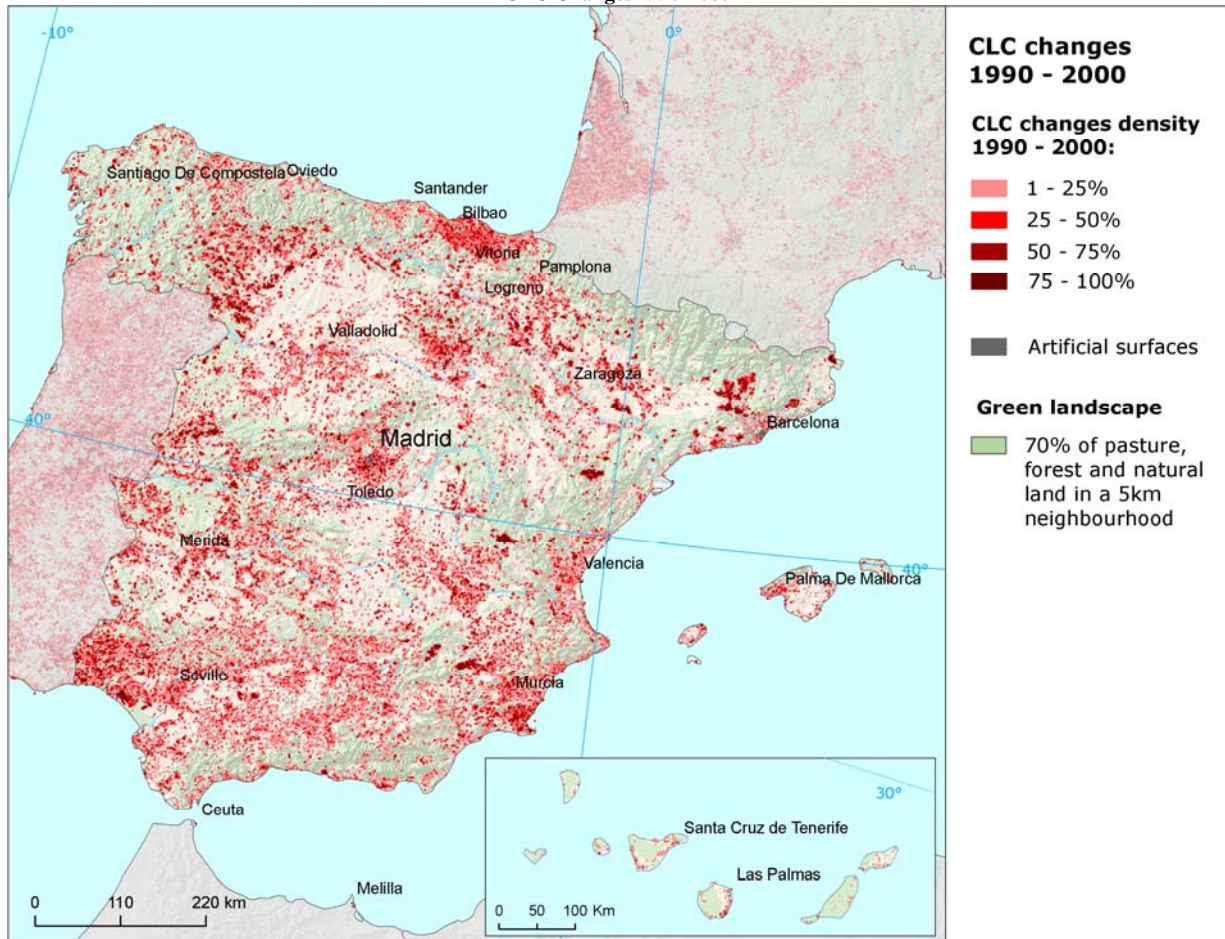 -10°
0°
Santiago De Compostela
Oviedo
Santander
Bilbao
Vitoria
Pamplona
Logrono
Valladolid
Zaragoza
Barcelona
40°
Madrid
Toledo
Merida
Valencia
Palma De Mallorca
40°
Seville
Murcia
Ceuta
Melilla
0 110 220 km
30°
Santa Cruz de Tenerife
Las Palmas
0 50 100 Km
CLC changes
1990 - 2000
CLC changes density
1990 - 2000:
1 - 25%
25 - 50%
50 - 75%
75 - 100%
Artificial surfaces
Green landscape
70% of pasture,
forest and natural
land in a 5km
neighbourhood